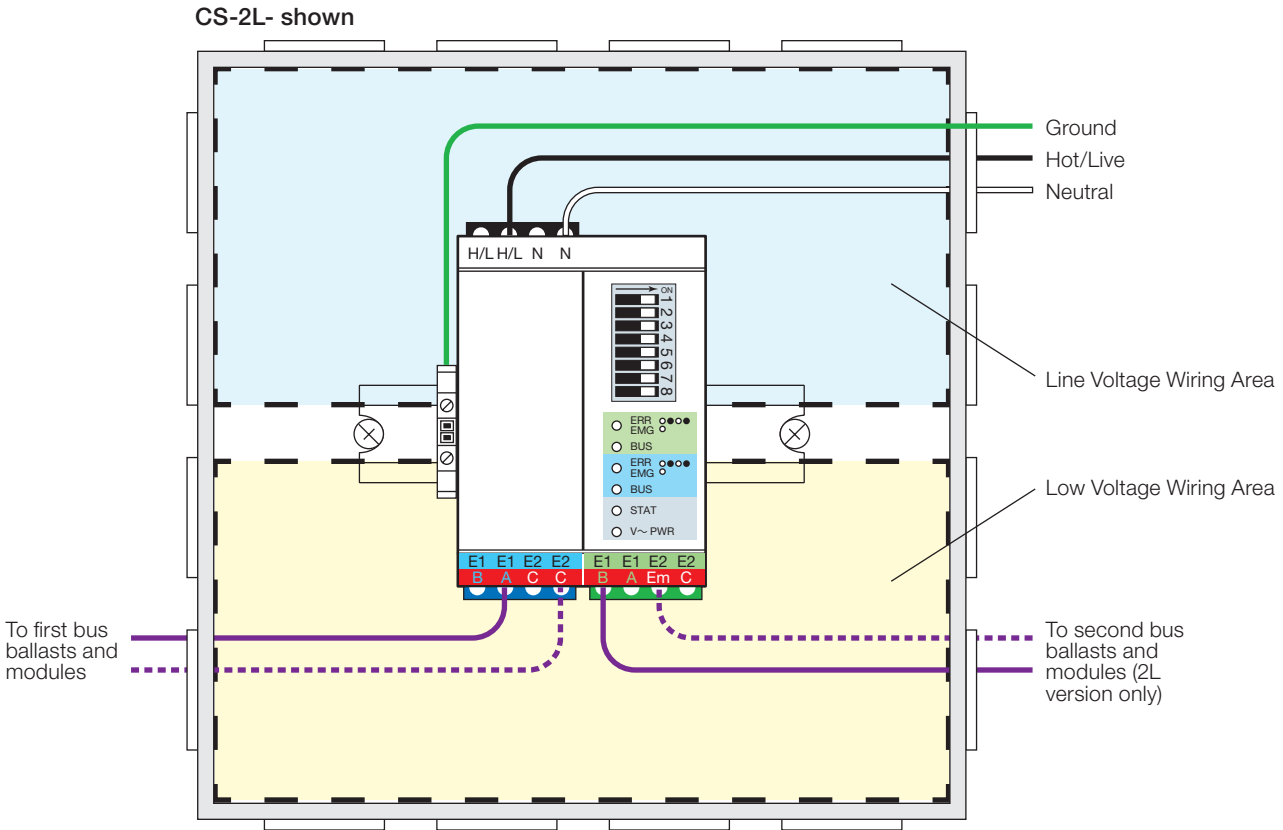 CS-2L- shown
Ground
Hot/Live
Neutral
H/L H/L N N
ON
1
2
3
4
5
6
7
8
Line Voltage Wiring Area
ERR
EMG
BUS
ERR
EMG
BUS
STAT
V~ PWR
Low Voltage Wiring Area
E1 E1 E2 E2 E1 E1 E2 E2
B A C C B A Em C
To first bus
ballasts and
modules
To second bus
ballasts and
modules (2L
version only)